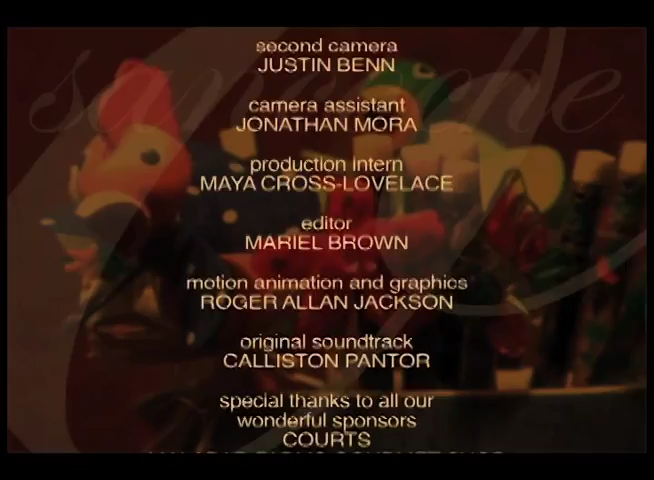 second camera
JUSTIN BENN
camera assistant
JONATHAN MORA
production intern
MAYA CROSS-LOVELACE
editor
MARIEL BROWN
motion animation and graphics
ROGER ALLAN JACKSON
original soundtrack
CALLISTON PANTOR
special thanks to all our
wonderful sponsors
COURTS